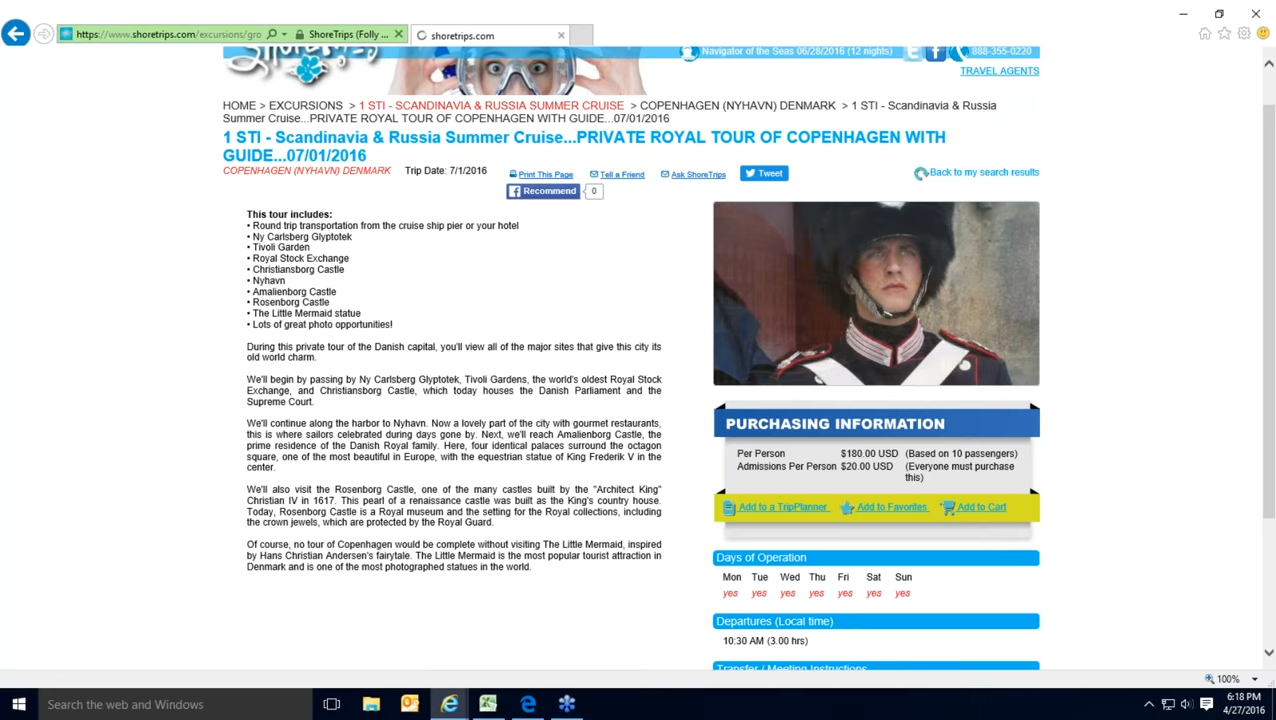 https://www.shoretrips.com/excursions/gro
ShoreTrips (Folly ...
shoretrips.com
Navigator of the Seas 06/28/2016 (12 nights)
888-355-0220
TRAVEL AGENTS
HOME > EXCURSIONS > 1 STI - SCANDINAVIA & RUSSIA SUMMER CRUISE > COPENHAGEN (NYHAVN) DENMARK > 1 STI - Scandinavia & Russia
Summer Cruise...PRIVATE ROYAL TOUR OF COPENHAGEN WITH GUIDE...07/01/2016
1 STI - Scandinavia & Russia Summer Cruise...PRIVATE ROYAL TOUR OF COPENHAGEN WITH
GUIDE...07/01/2016
COPENHAGEN (NYHAVN) DENMARK Trip Date: 7/1/2016 Print This Page Tell a Friend Ask ShoreTrips Tweet
Back to my search results
Recommend 0
This tour includes:
• Round trip transportation from the cruise ship pier or your hotel
• Ny Carlsberg Glyptotek
• Tivoli Garden
• Royal Stock Exchange
• Christiansborg Castle
• Nyhavn
• Amalienborg Castle
• Rosenborg Castle
• The Little Mermaid statue
• Lots of great photo opportunities!
During this private tour of the Danish capital, you'll view all of the major sites that give this city its
old world charm.
We'll begin by passing by Ny Carlsberg Glyptotek, Tivoli Gardens, the world's oldest Royal Stock
Exchange, and Christiansborg Castle, which today houses the Danish Parliament and the
Supreme Court.
We'll continue along the harbor to Nyhavn. Now a lovely part of the city with gourmet restaurants,
this is where sailors celebrated during days gone by. Next, we'll reach Amalienborg Castle, the
prime residence of the Danish Royal family. Here, four identical palaces surround the octagon
square, one of the most beautiful in Europe, with the equestrian statue of King Frederik V in the
center.
We'll also visit the Rosenborg Castle, one of the many castles built by the "Architect King"
Christian IV in 1617. This pearl of a renaissance castle was built as the King's country house.
Today, Rosenborg Castle is a Royal museum and the setting for the Royal collections, including
the crown jewels, which are protected by the Royal Guard.
Of course, no tour of Copenhagen would be complete without visiting The Little Mermaid, inspired
by Hans Christian Andersen's fairytale. The Little Mermaid is the most popular tourist attraction in
Denmark and is one of the most photographed statues in the world.
PURCHASING INFORMATION
Per Person $180.00 USD (Based on 10 passengers)
Admissions Per Person $20.00 USD (Everyone must purchase
this)
Add to a TripPlanner Add to Favorites Add to Cart
Days of Operation
Mon Tue Wed Thu Fri Sat Sun
yes yes yes yes yes yes yes
Departures (Local time)
10:30 AM (3.00 hrs)
Transfer / Meeting Instructions
100%
Search the web and Windows
6:18 PM
4/27/2016